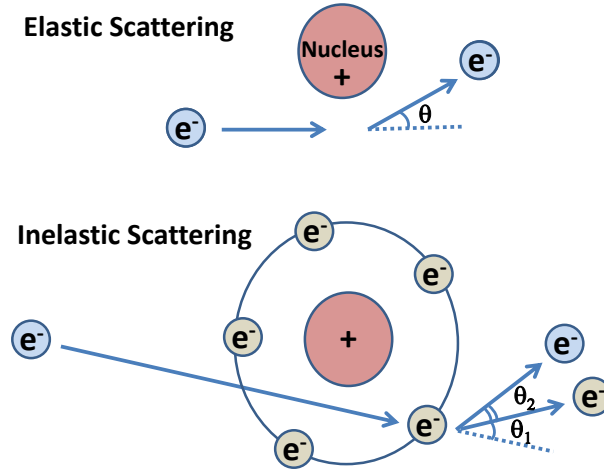 Elastic Scattering
Nucleus
+
e⁻
e⁻
θ
Inelastic Scattering
e⁻
e⁻
e⁻
e⁻
+
e⁻
e⁻
θ₂
e⁻
θ₁
e⁻